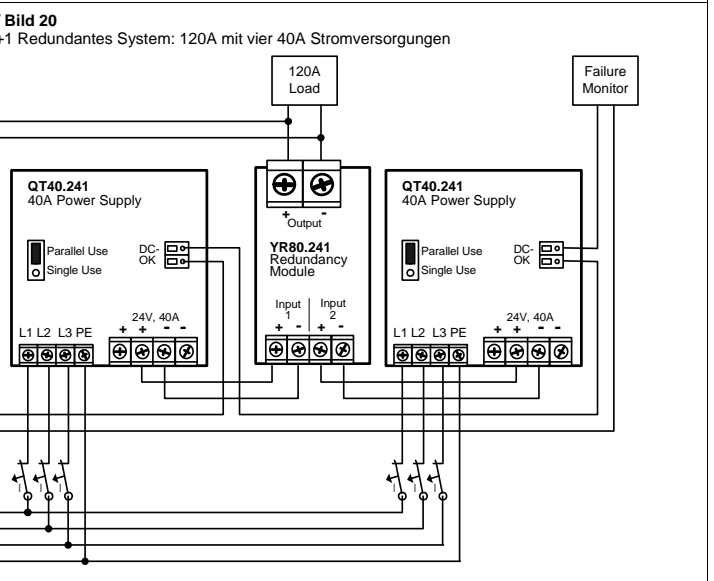 Bild 20
+1 Redundantes System: 120A mit vier 40A Stromversorgungen
120A
Load
Failure
Monitor
QT40.241
40A Power Supply
Parallel Use
Single Use
DC-
OK
24V, 40A
+ + - -
L1 L2 L3 PE
+ -
Output
YR80.241
Redundancy
Module
Input
1
Input
2
+ - + -
QT40.241
40A Power Supply
Parallel Use
Single Use
DC-
OK
24V, 40A
+ + - -
L1 L2 L3 PE